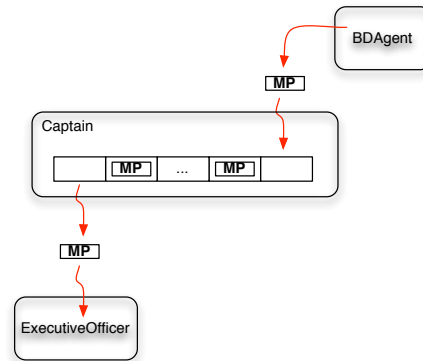 BDAgent
MP
Captain
MP ... MP
MP
ExecutiveOfficer